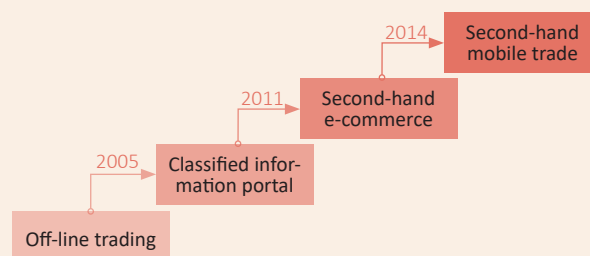 2014
Second-hand
mobile trade
2011
Second-hand
e-commerce
2005
Classified infor-
mation portal
Off-line trading